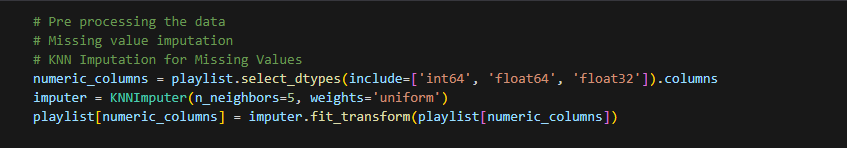 # Pre processing the data
# Missing value imputation
# KNN Imputation for Missing Values
numeric_columns = playlist.select_dtypes(include=['int64', 'float64', 'float32']).columns
imputer = KNNImputer(n_neighbors=5, weights='uniform')
playlist[numeric_columns] = imputer.fit_transform(playlist[numeric_columns])